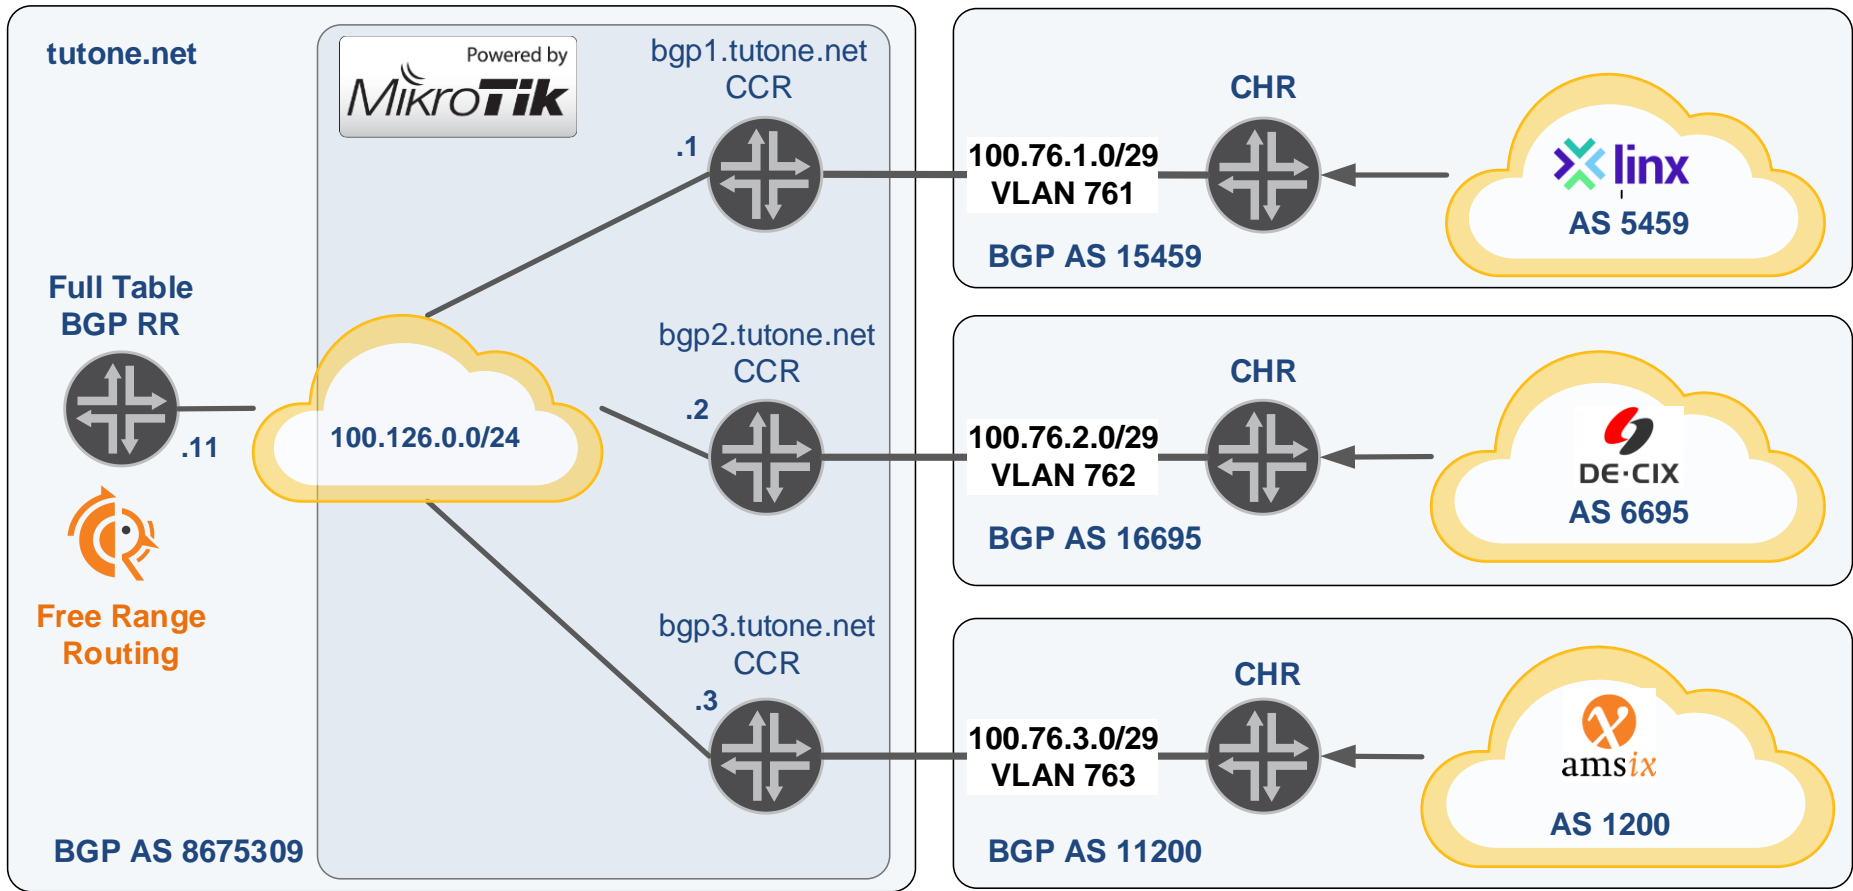 tutone.net
Powered by
MikroTik
bgp1.tutone.net
CCR
.1
Full Table
BGP RR
.11
Free Range
Routing
100.126.0.0/24
bgp2.tutone.net
CCR
.2
bgp3.tutone.net
CCR
.3
BGP AS 8675309
CHR
100.76.1.0/29
VLAN 761
BGP AS 15459
linx
AS 5459
CHR
100.76.2.0/29
VLAN 762
BGP AS 16695
DE-CIX
AS 6695
CHR
100.76.3.0/29
VLAN 763
BGP AS 11200
amsix
AS 1200